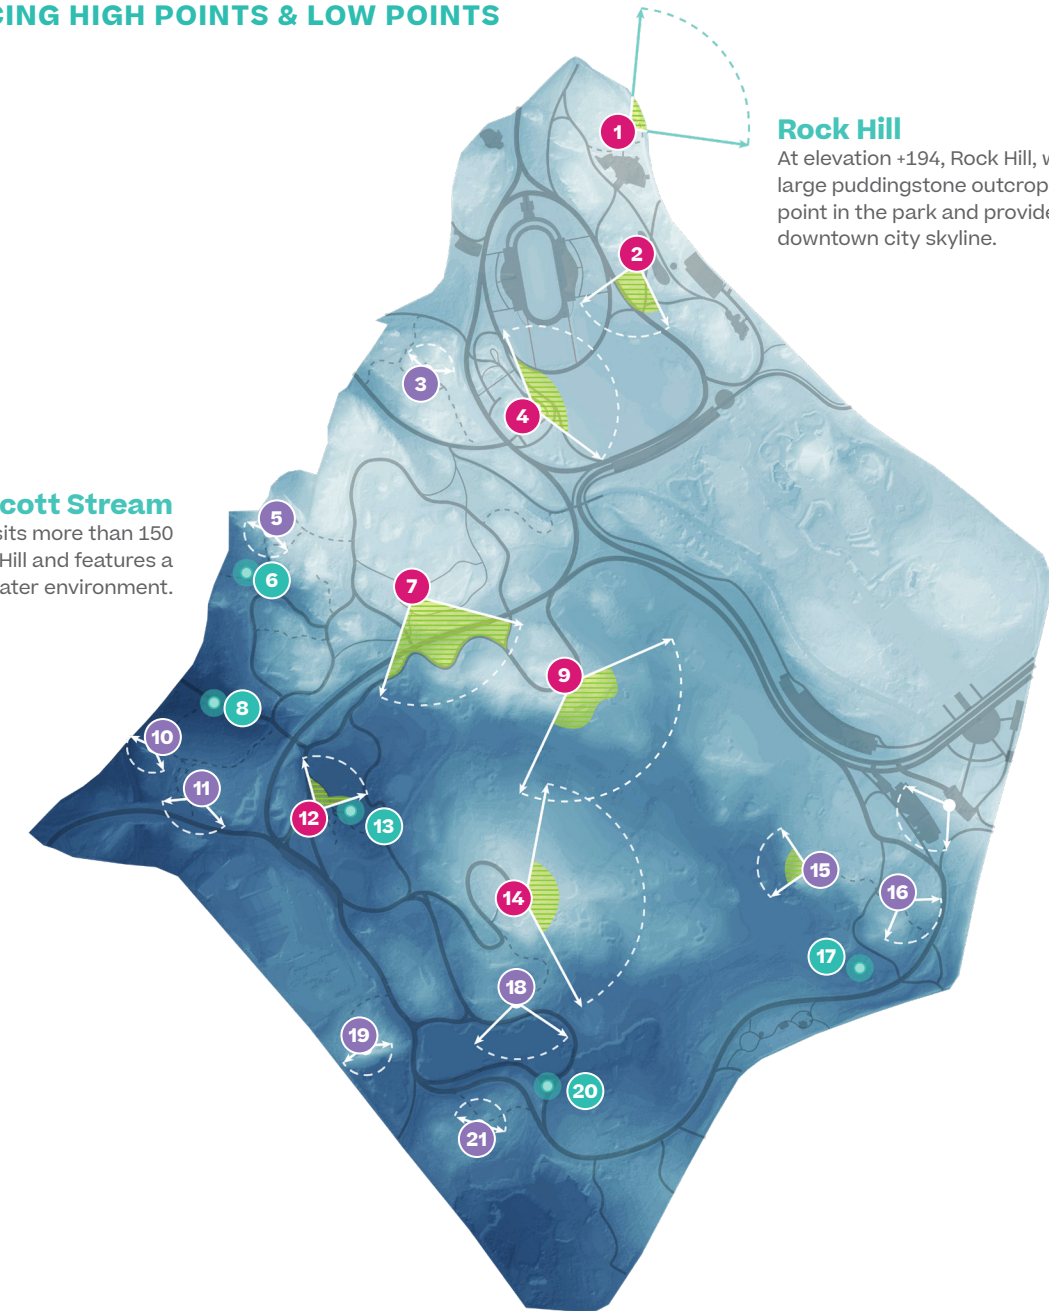 CING HIGH POINTS & LOW POINTS
Rock Hill
At elevation +194, Rock Hill,
large puddingstone outcrop
point in the park and provide
downtown city skyline.
cott Stream
sits more than 150
Hill and features a
ater environment.
1
2
3
4
5
6
7
8
9
10
11
12
13
14
15
16
17
18
19
20
21